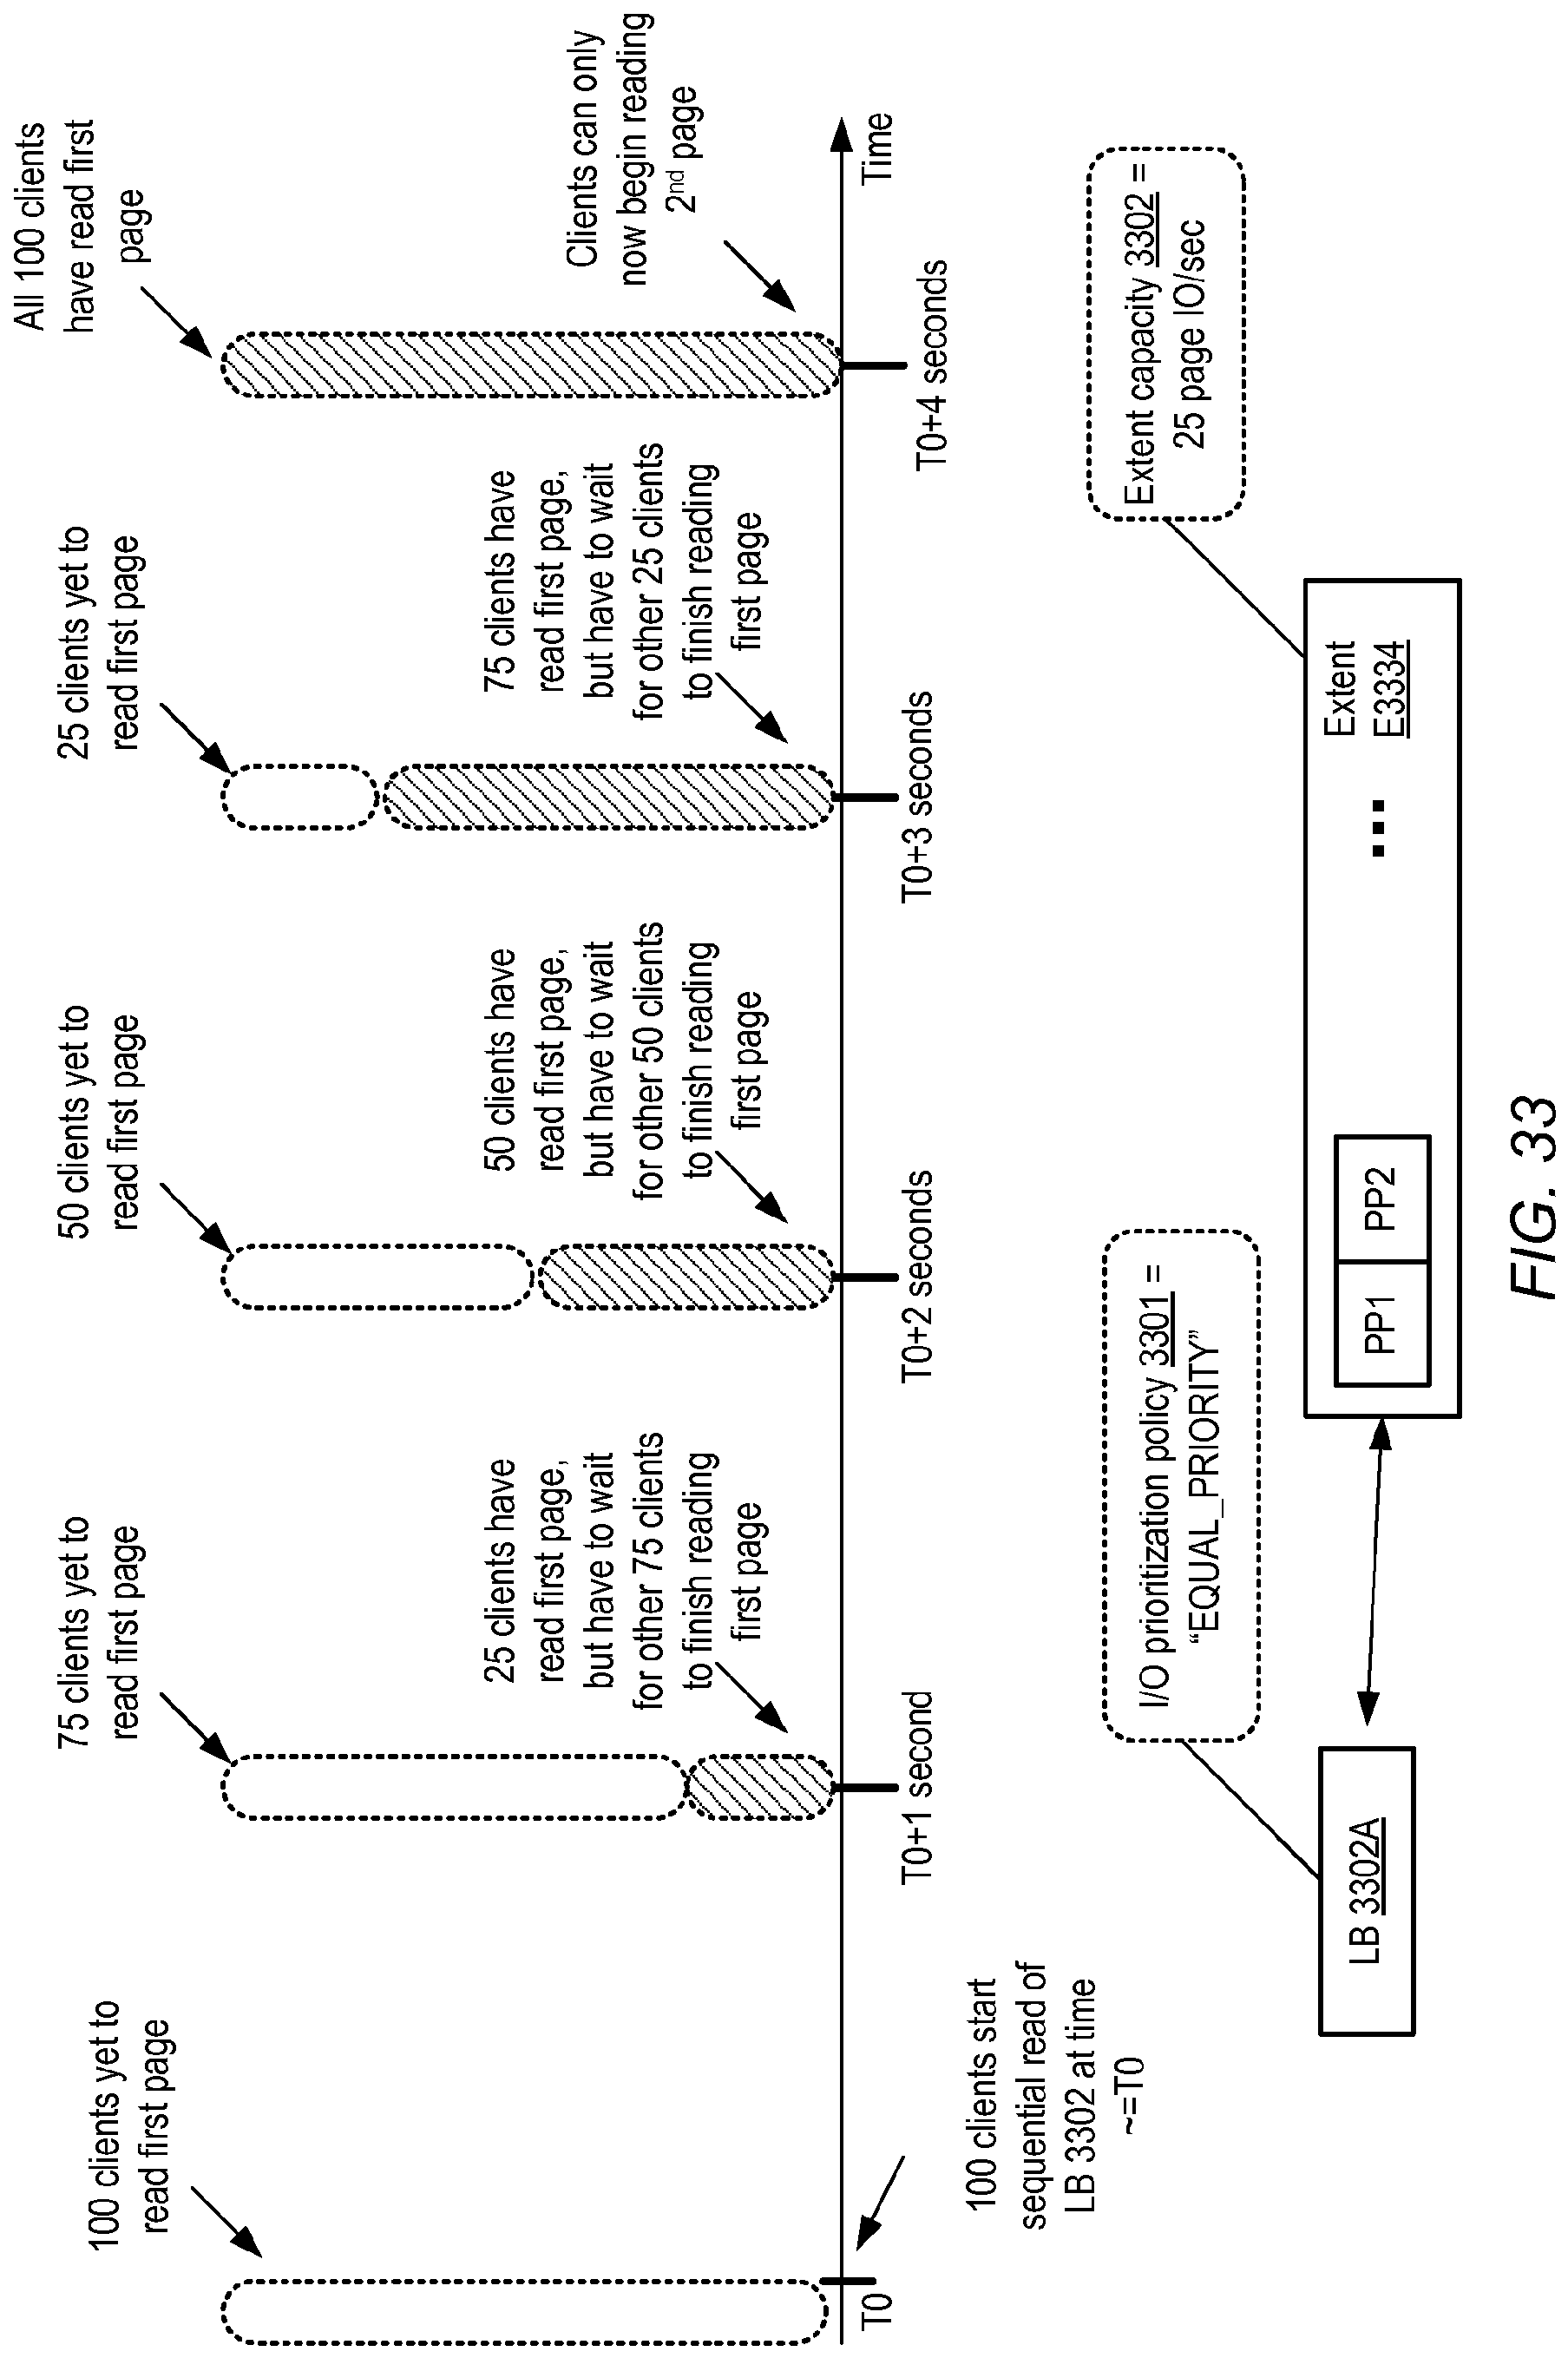 100 clients yet to
read first page
75 clients yet to
read first page
50 clients yet to
read first page
25 clients yet to
read first page
All 100 clients
have read first
page
25 clients have
read first page,
but have to wait
for other 75 clients
to finish reading
first page
50 clients have
read first page,
but have to wait
for other 50 clients
to finish reading
first page
75 clients have
read first page,
but have to wait
for other 25 clients
to finish reading
first page
Clients can only
now begin reading
2nd page
T0
T0+1 second
T0+2 seconds
T0+3 seconds
T0+4 seconds
Time
100 clients start
sequential read of
LB 3302 at time
~=T0
I/O prioritization policy 3301 =
“EQUAL_PRIORITY”
Extent capacity 3302 =
25 page IO/sec
LB 3302A
PP1
PP2
Extent
E3334
FIG. 33